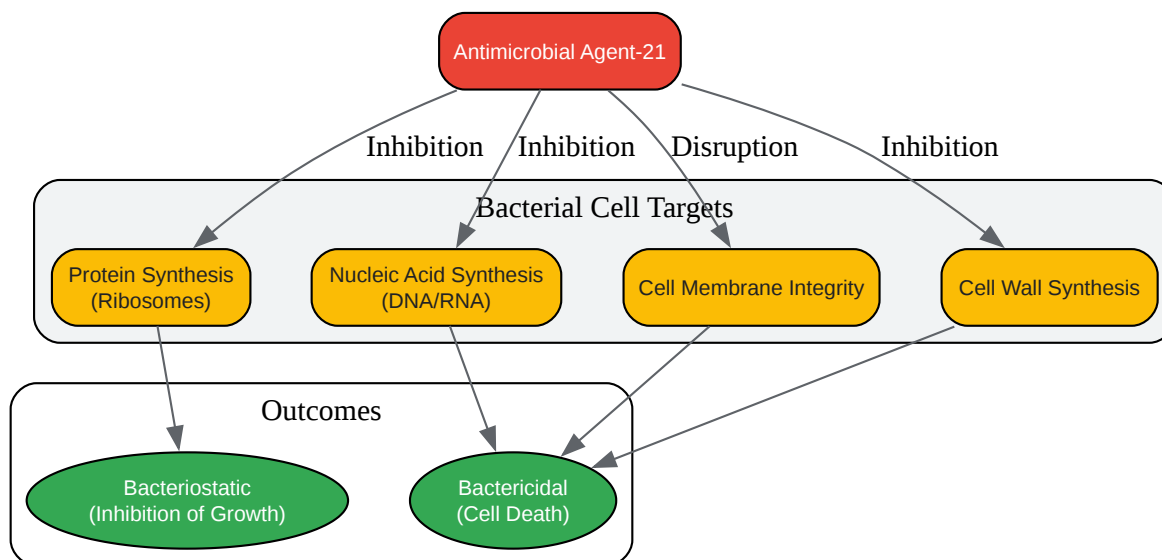 Antimicrobial Agent-21
Inhibition
Inhibition
Disruption
Inhibition
Bacterial Cell Targets
Protein Synthesis
(Ribosomes)
Nucleic Acid Synthesis
(DNA/RNA)
Cell Membrane Integrity
Cell Wall Synthesis
Outcomes
Bacteriostatic
(Inhibition of Growth)
Bactericidal
(Cell Death)